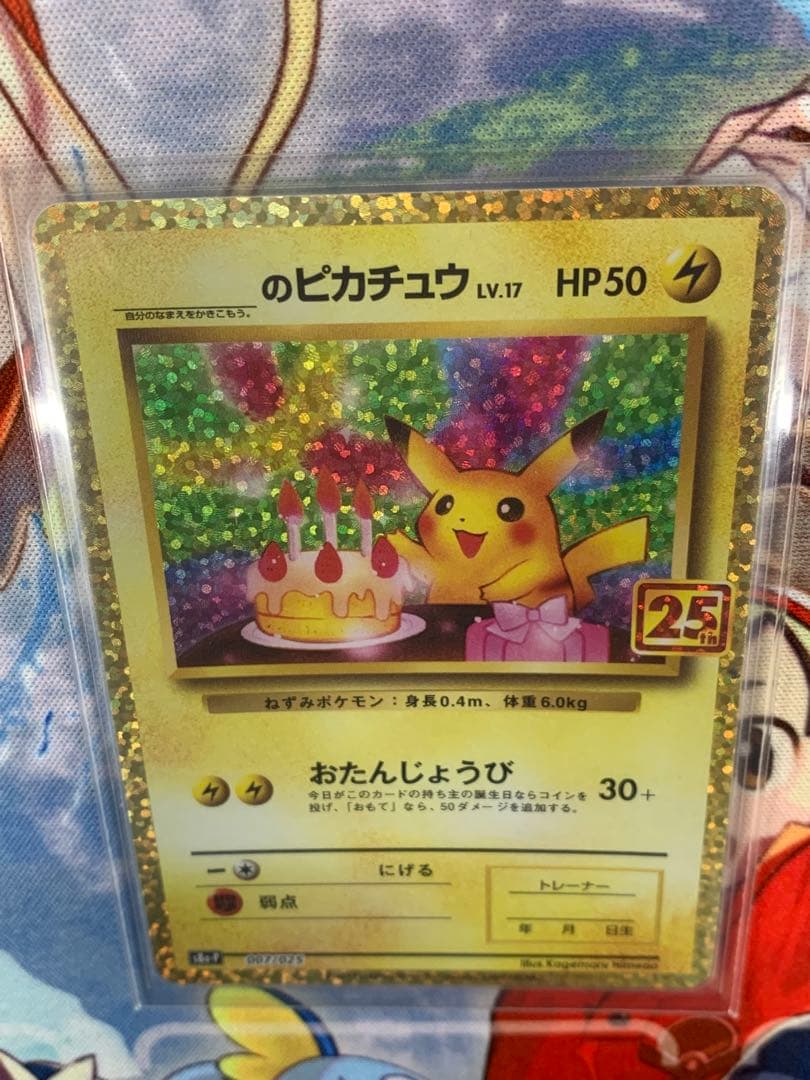 のピカチュウ LV.17 HP50
自分のなまえをかきこもう。
25th
ねずみポケモン：身長0.4m、体重6.0kg
おたんじょうび 30+
今日がこのカードの持ち主の誕生日ならコインを
投げ、「おもて」なら、50ダメージを追加する。
にげる
弱点
トレーナー
年 月 日生
007/025
illus.Kagemaru Himeno